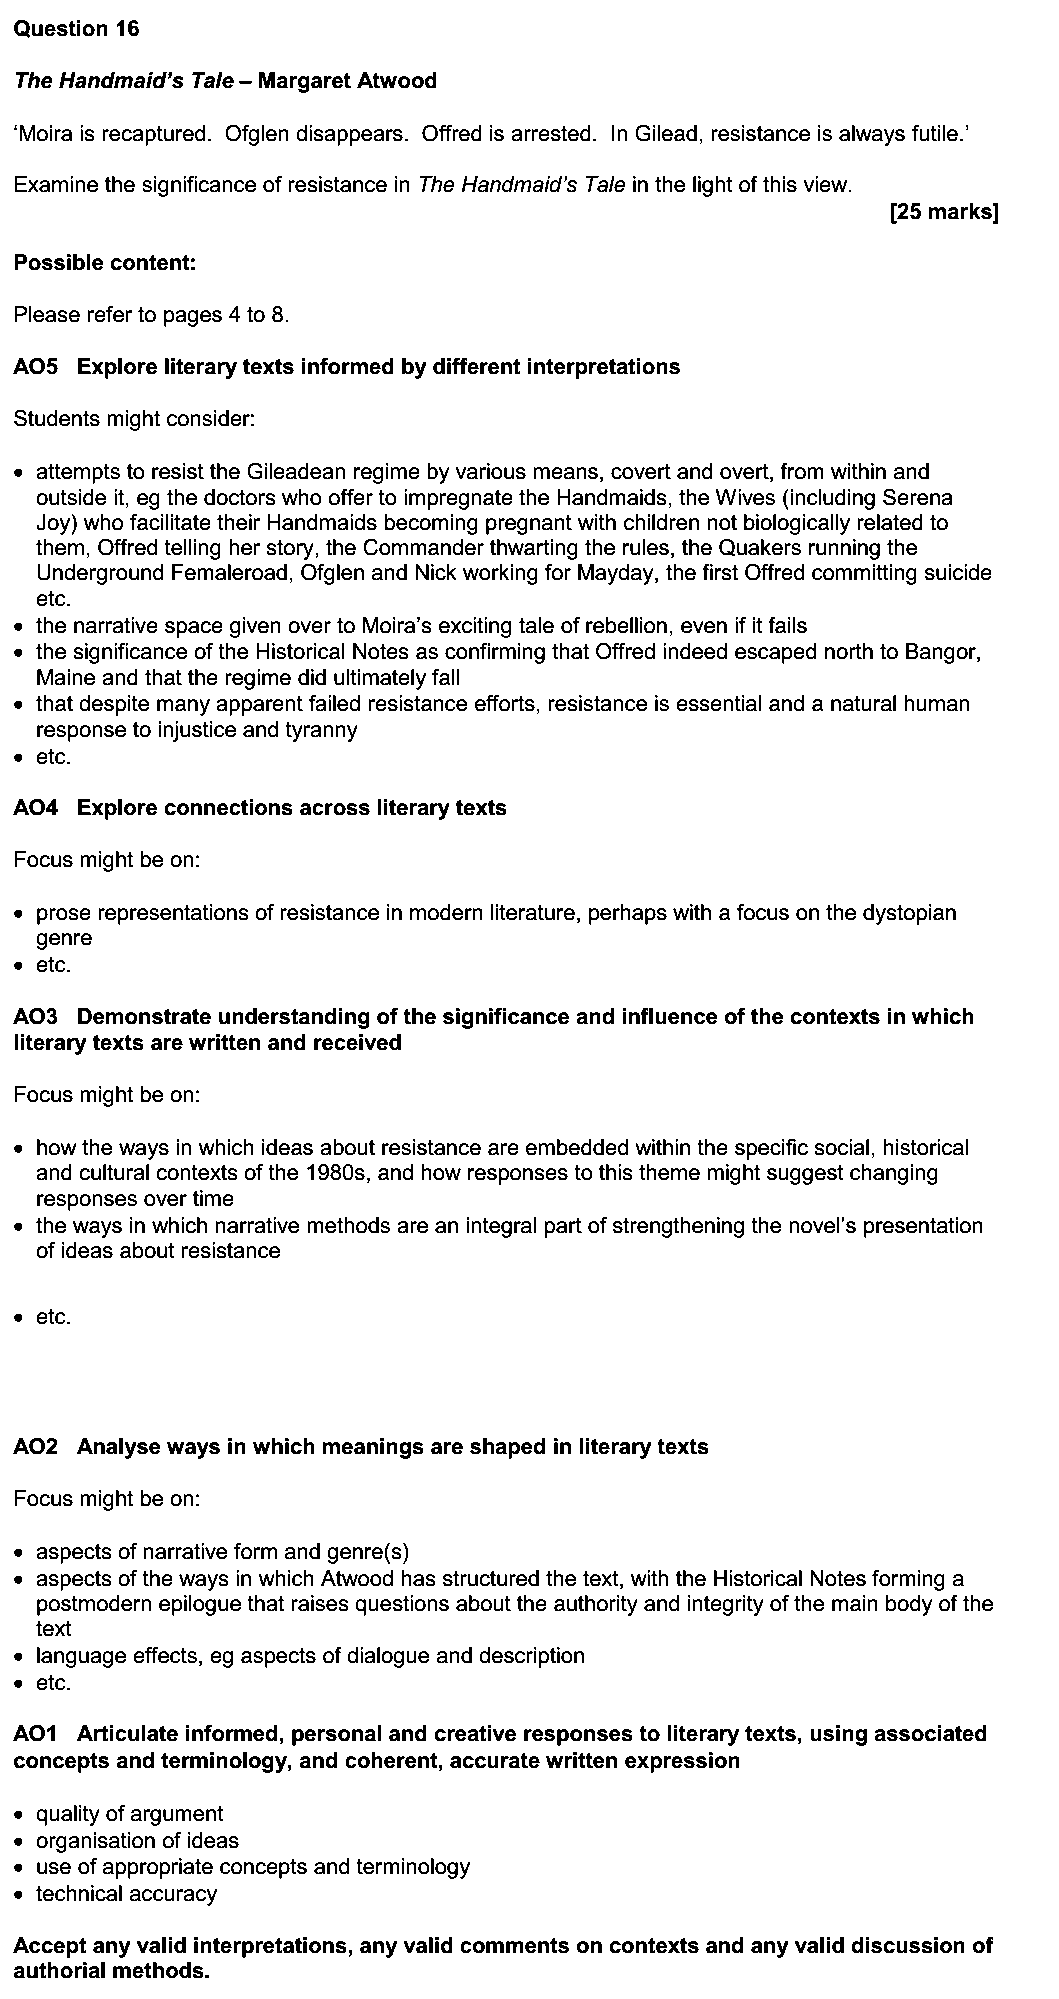 Question 16
The Handmaid's Tale – Margaret Atwood
‘Moira is recaptured.  Ofglen disappears.  Offred is arrested.  In Gilead, resistance is always futile.’
Examine the significance of resistance in The Handmaid's Tale in the light of this view.
[25 marks]
Possible content:
Please refer to pages 4 to 8.
AO5 Explore literary texts informed by different interpretations
Students might consider:
• attempts to resist the Gileadean regime by various means, covert and overt, from within and
outside it, eg the doctors who offer to impregnate the Handmaids, the Wives (including Serena
Joy) who facilitate their Handmaids becoming pregnant with children not biologically related to
them, Offred telling her story, the Commander thwarting the rules, the Quakers running the
Underground Femaleroad, Ofglen and Nick working for Mayday, the first Offred committing suicide
etc.
• the narrative space given over to Moira's exciting tale of rebellion, even if it fails
• the significance of the Historical Notes as confirming that Offred indeed escaped north to Bangor,
Maine and that the regime did ultimately fall
• that despite many apparent failed resistance efforts, resistance is essential and a natural human
response to injustice and tyranny
• etc.
AO4 Explore connections across literary texts
Focus might be on:
• prose representations of resistance in modern literature, perhaps with a focus on the dystopian
genre
• etc.
AO3 Demonstrate understanding of the significance and influence of the contexts in which
literary texts are written and received
Focus might be on:
• how the ways in which ideas about resistance are embedded within the specific social, historical
and cultural contexts of the 1980s, and how responses to this theme might suggest changing
responses over time
• the ways in which narrative methods are an integral part of strengthening the novel's presentation
of ideas about resistance
• etc.
AO2 Analyse ways in which meanings are shaped in literary texts
Focus might be on:
• aspects of narrative form and genre(s)
• aspects of the ways in which Atwood has structured the text, with the Historical Notes forming a
postmodern epilogue that raises questions about the authority and integrity of the main body of the
text
• language effects, eg aspects of dialogue and description
• etc.
AO1 Articulate informed, personal and creative responses to literary texts, using associated
concepts and terminology, and coherent, accurate written expression
• quality of argument
• organisation of ideas
• use of appropriate concepts and terminology
• technical accuracy
Accept any valid interpretations, any valid comments on contexts and any valid discussion of
authorial methods.